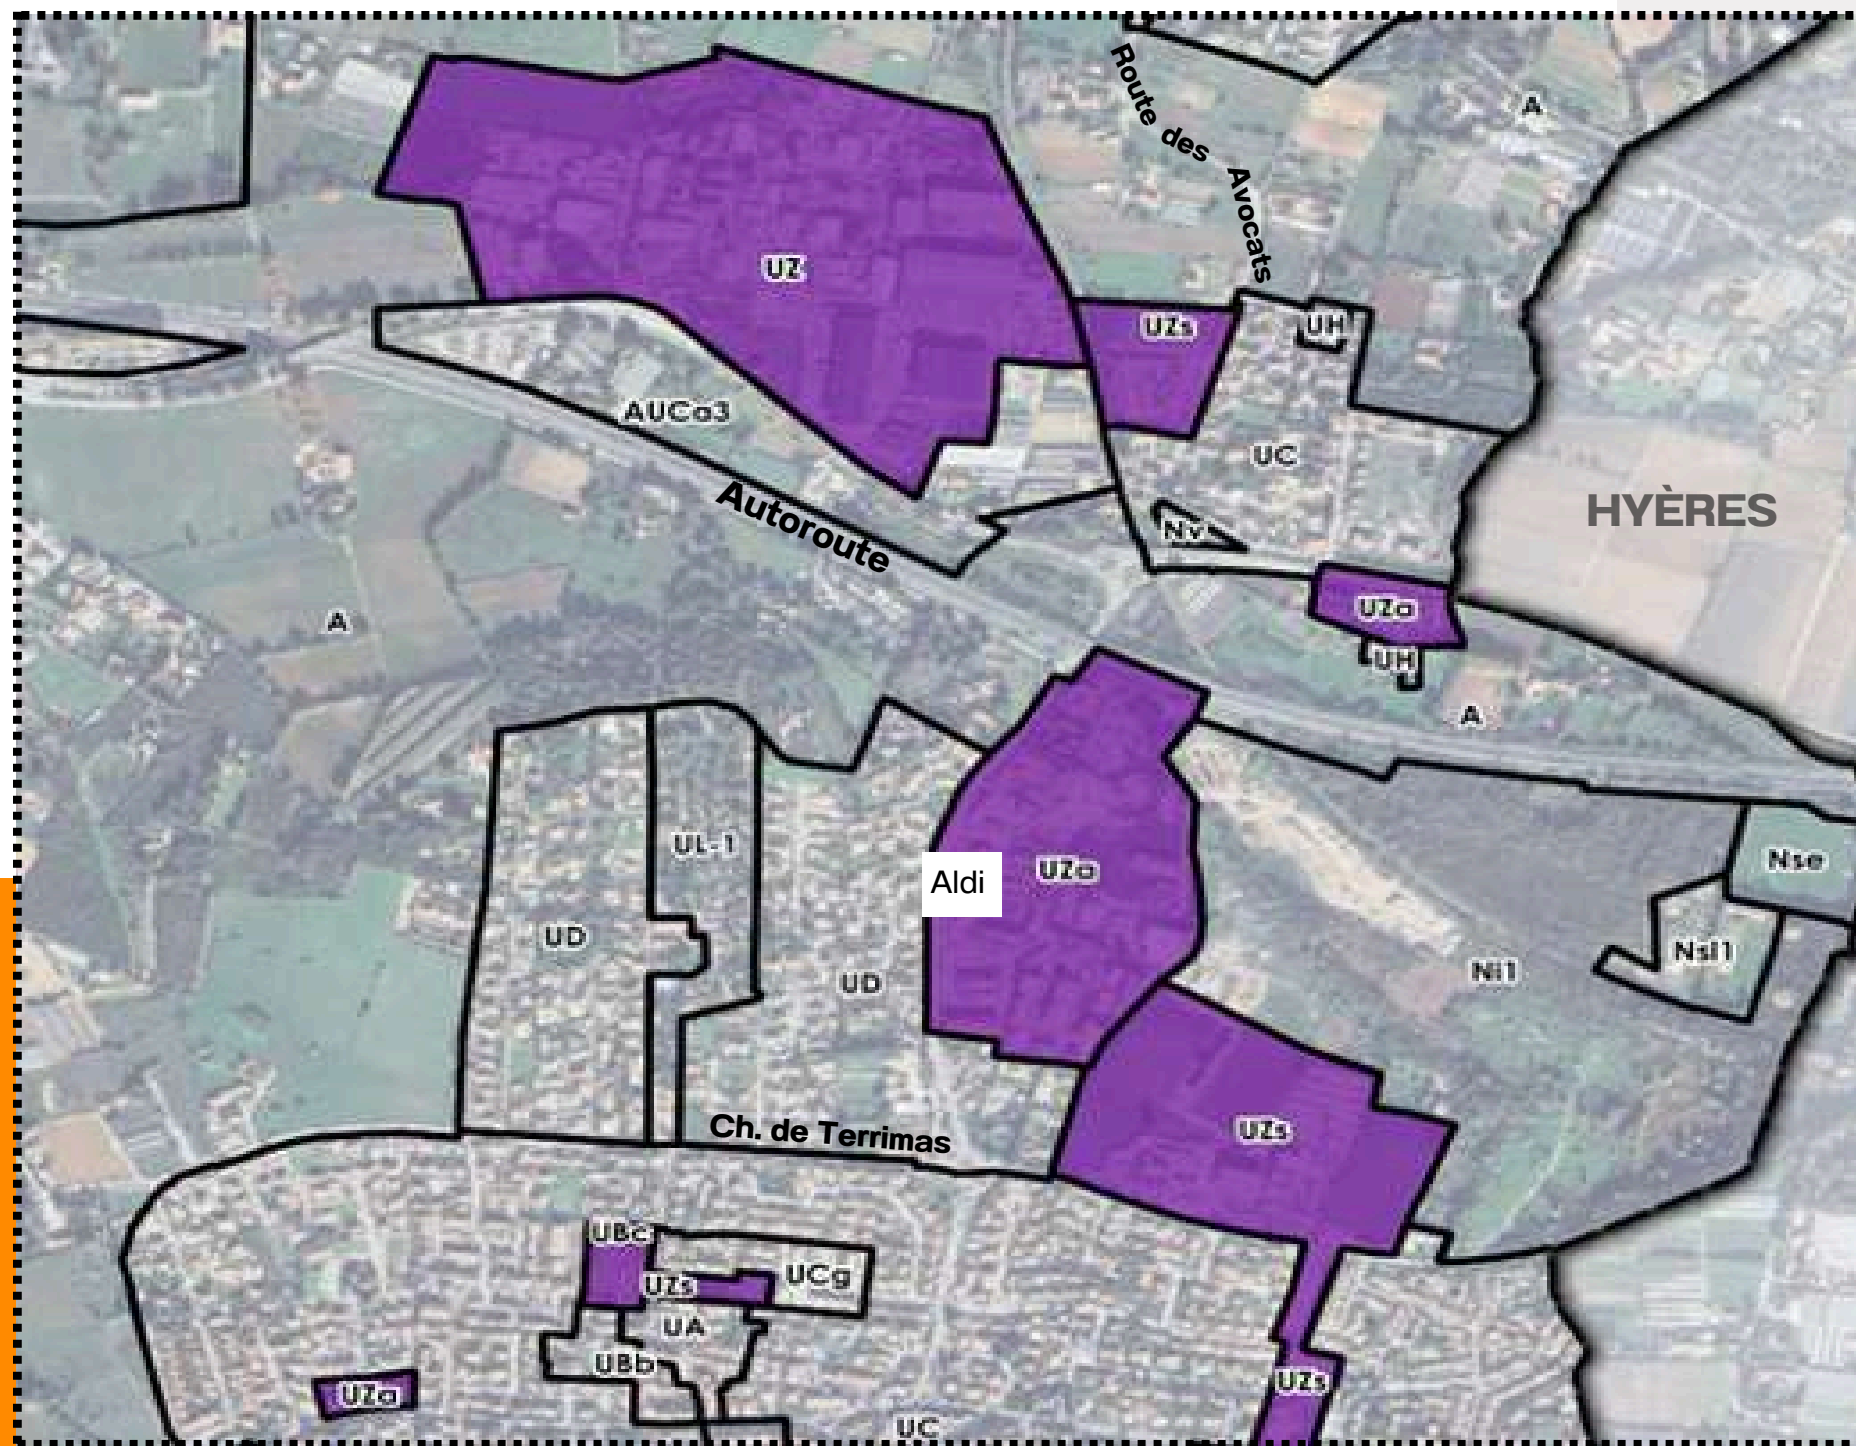 Route des Avocats
A
UZ
UZs
UH
AUCa3
UC
Autoroute
HYÈRES
Nv
UZa
A
UH
A
UL-1
Nse
Aldi
UZa
UD
Nsl1
Ni1
UD
Ch. de Terrimas
UZs
UBc
UCg
UZs
UA
UBb
UZa
UZs
UC